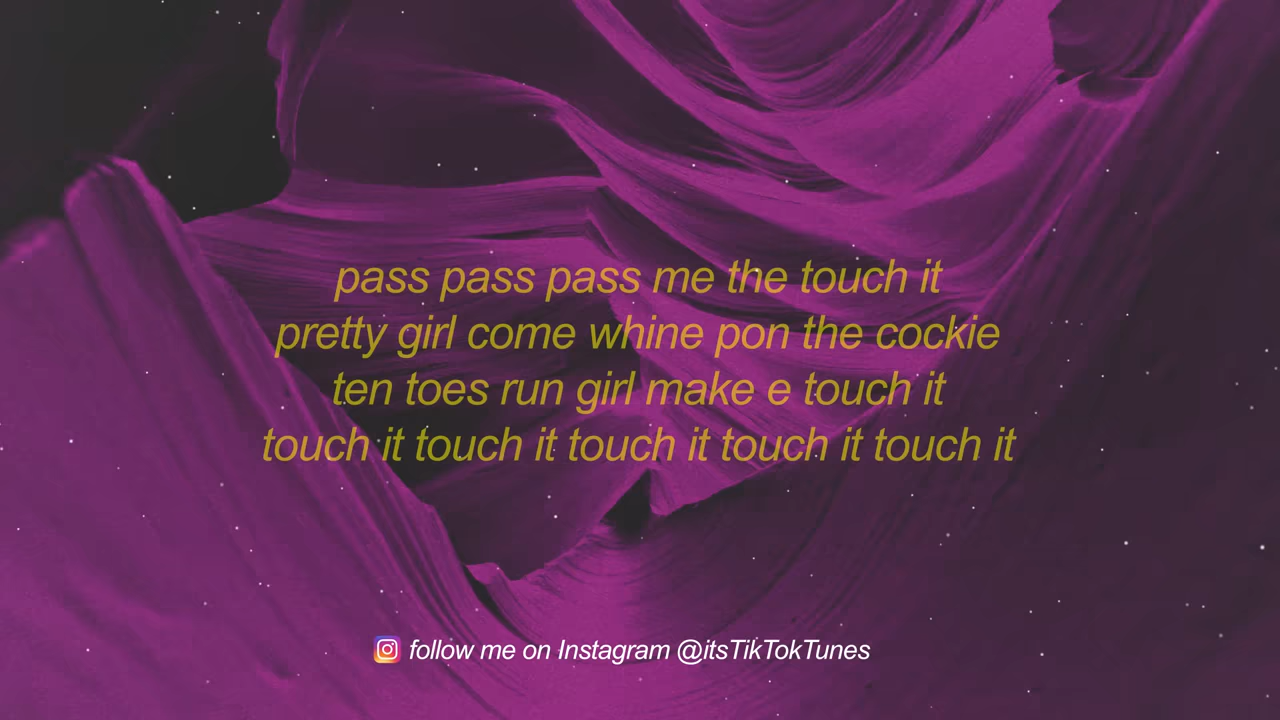 pass pass pass me the touch it
pretty girl come whine pon the cockie
ten toes run girl make e touch it
touch it touch it touch it touch it touch it
follow me on Instagram @itsTikTokTunes